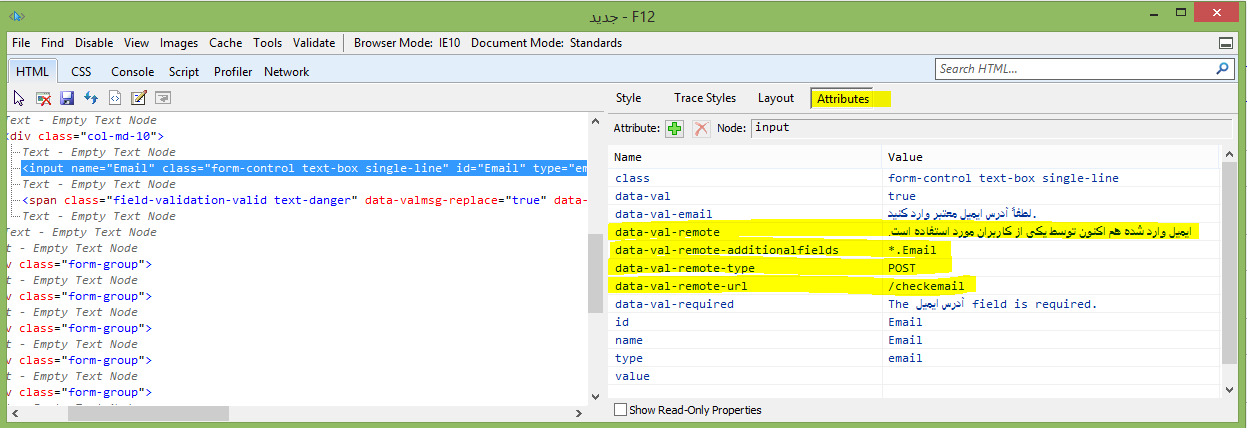 جدید - F12
File Find Disable View Images Cache Tools Validate Browser Mode: IE10 Document Mode: Standards
HTML CSS Console Script Profiler Network
Search HTML...
Text - Empty Text Node
div class="col-md-10">
Text - Empty Text Node
<input name="Email" class="form-control text-box single-line" id="Email" type="em
Text - Empty Text Node
<span class="field-validation-valid text-danger" data-valmsg-replace="true" data-
Text - Empty Text Node
Text - Empty Text Node
t - Empty Text Node
v class="form-group">
t - Empty Text Node
v class="form-group">
t - Empty Text Node
v class="form-group">
t - Empty Text Node
v class="form-group">
t - Empty Text Node
v class="form-group">
Style Trace Styles Layout Attributes
Attribute: Node: input
Name Value
class form-control text-box single-line
data-val true
data-val-email لطفاً آدرس ایمیل معتبر وارد کنید.
data-val-remote ایمیل وارد شده هم اکنون توسط یکی از کاربران مورد استفاده است.
data-val-remote-additionalfields *.Email
data-val-remote-type POST
data-val-remote-url /checkemail
data-val-required The آدرس ایمیل field is required.
id Email
name Email
type email
value
Show Read-Only Properties